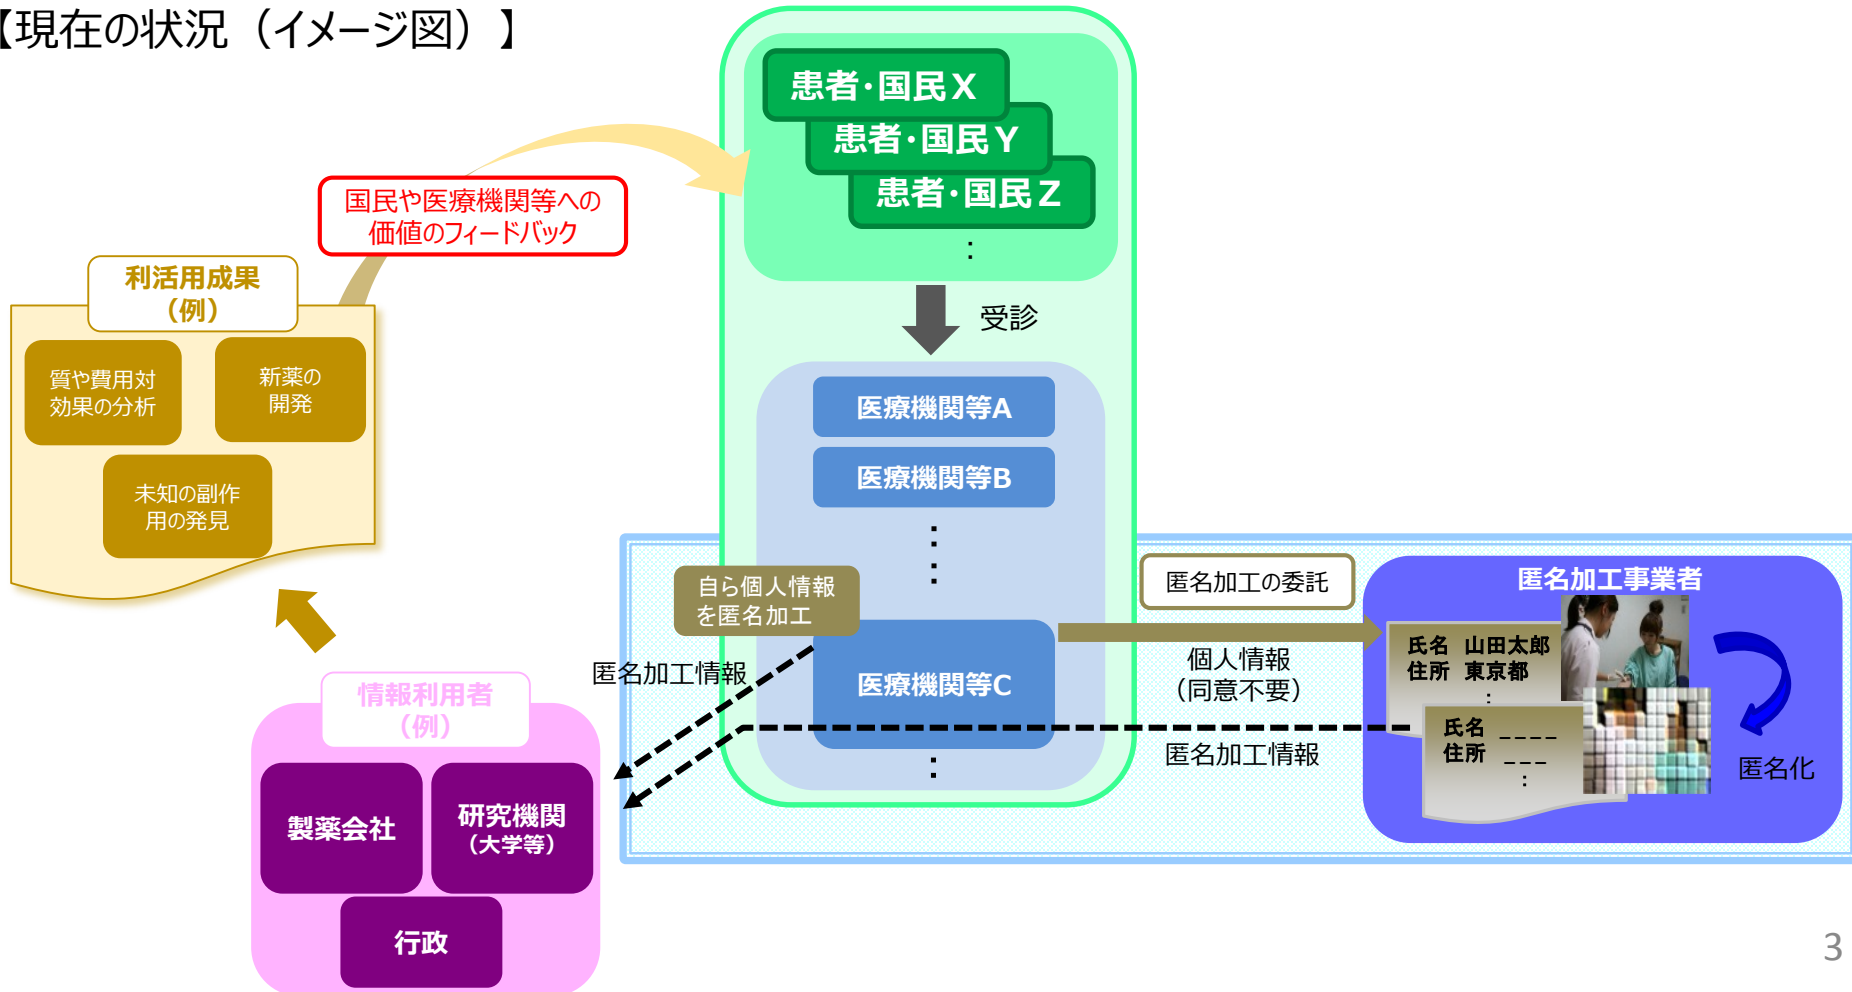 【現在の状況（イメージ図）】
患者・国民X
患者・国民Y
患者・国民Z
：
国民や医療機関等への
価値のフィードバック
利活用成果
（例）
質や費用対
効果の分析
新薬の
開発
未知の副作
用の発見
受診
医療機関等A
医療機関等B
自ら個人情報
を匿名加工
医療機関等C
匿名加工の委託
個人情報
（同意不要）
匿名加工情報
匿名加工情報
匿名加工事業者
氏名 山田太郎
住所 東京都
：
氏名 ____
住所 ___
：
匿名化
情報利用者
（例）
製薬会社
研究機関
（大学等）
行政
3